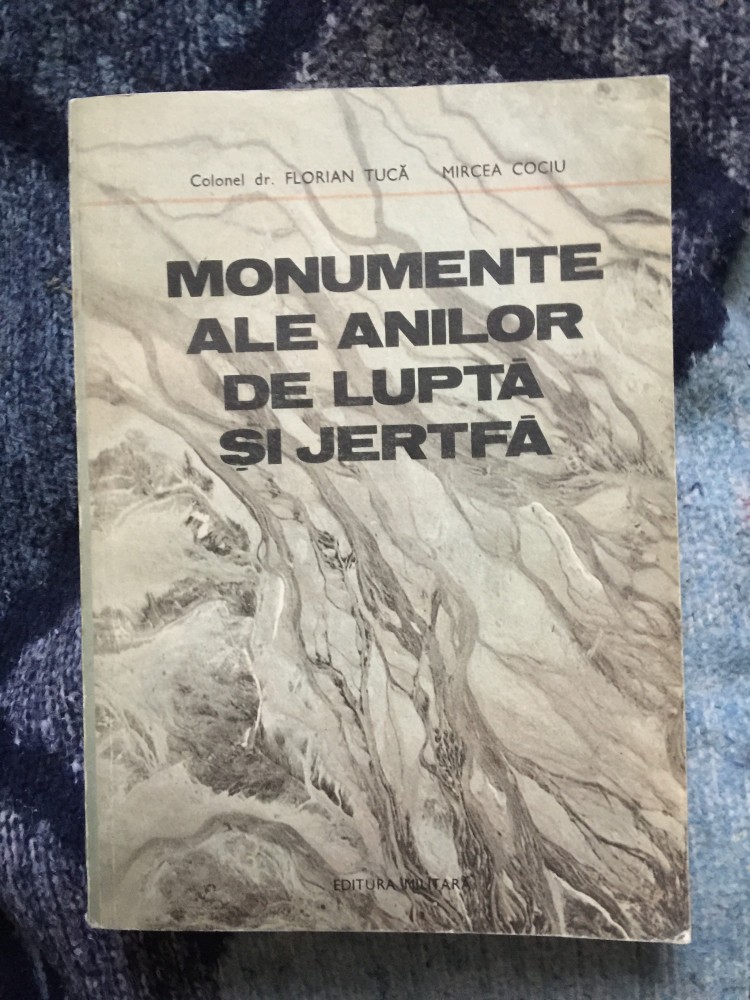 Colonel dr. FLORIAN TUCĂ MIRCEA COCIU
MONUMENTE
ALE ANILOR
DE LUPTĂ
ȘI JERTFĂ
EDITURA MILITARĂ